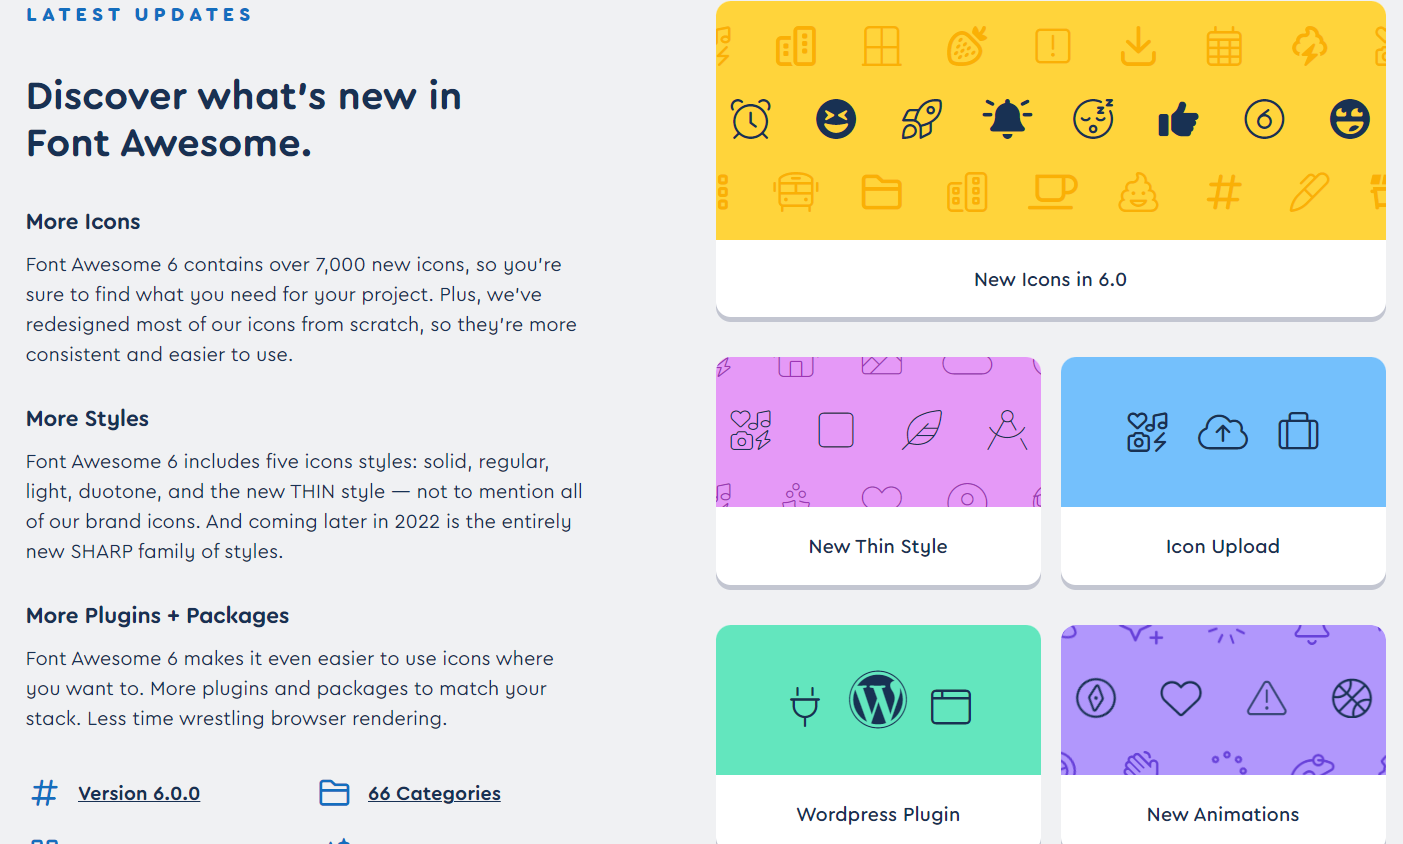 LATEST UPDATES
Discover what's new in
Font Awesome.
More Icons
Font Awesome 6 contains over 7,000 new icons, so you're
sure to find what you need for your project. Plus, we've
redesigned most of our icons from scratch, so they're more
consistent and easier to use.
More Styles
Font Awesome 6 includes five icons styles: solid, regular,
light, duotone, and the new THIN style — not to mention all
of our brand icons. And coming later in 2022 is the entirely
new SHARP family of styles.
More Plugins + Packages
Font Awesome 6 makes it even easier to use icons where
you want to. More plugins and packages to match your
stack. Less time wrestling browser rendering.
Version 6.0.0
66 Categories
New Icons in 6.0
New Thin Style
Icon Upload
Wordpress Plugin
New Animations